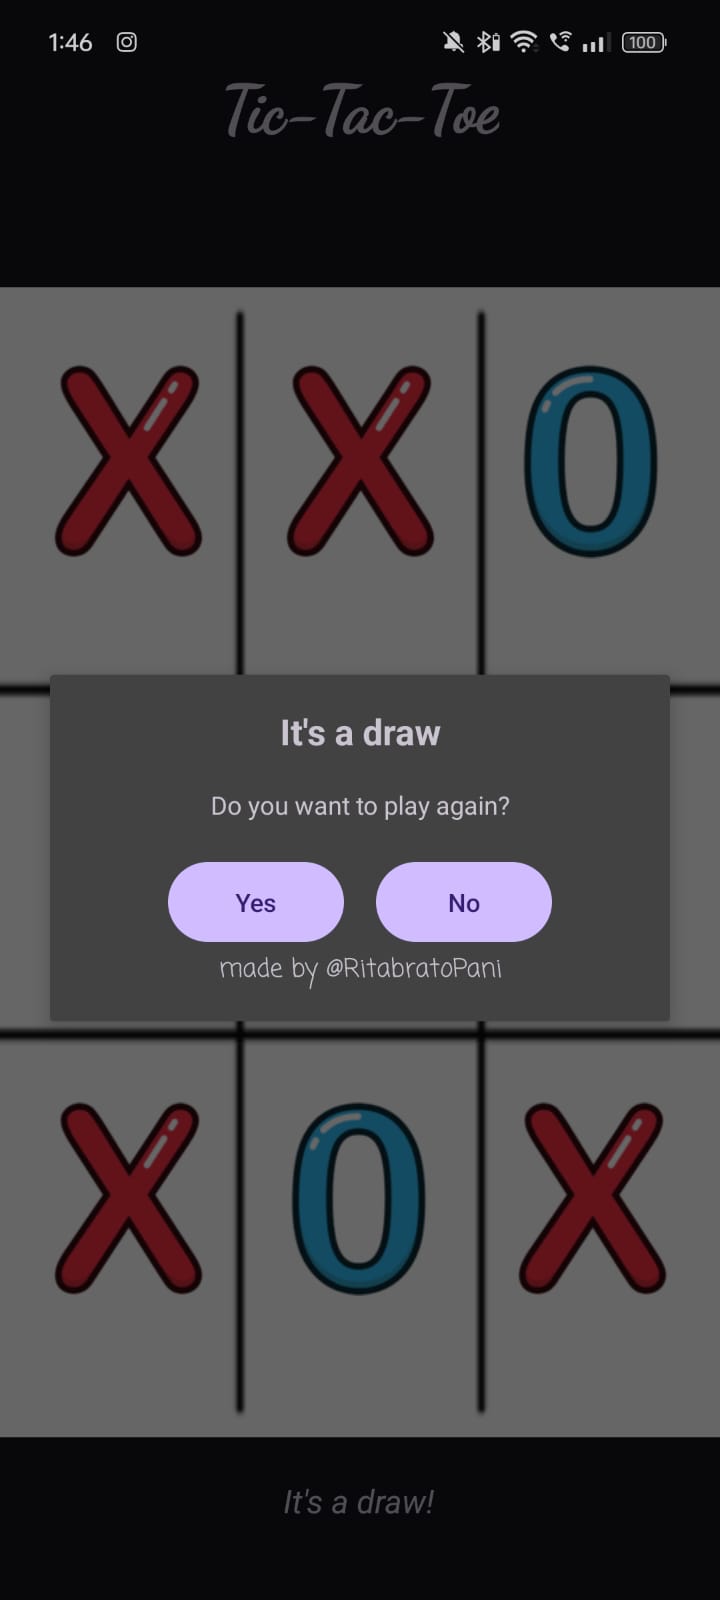 1:46 100
Tic-Tac-Toe
X X O
It's a draw
Do you want to play again?
Yes No
made by @RitabratoPani
X O X
It's a draw!